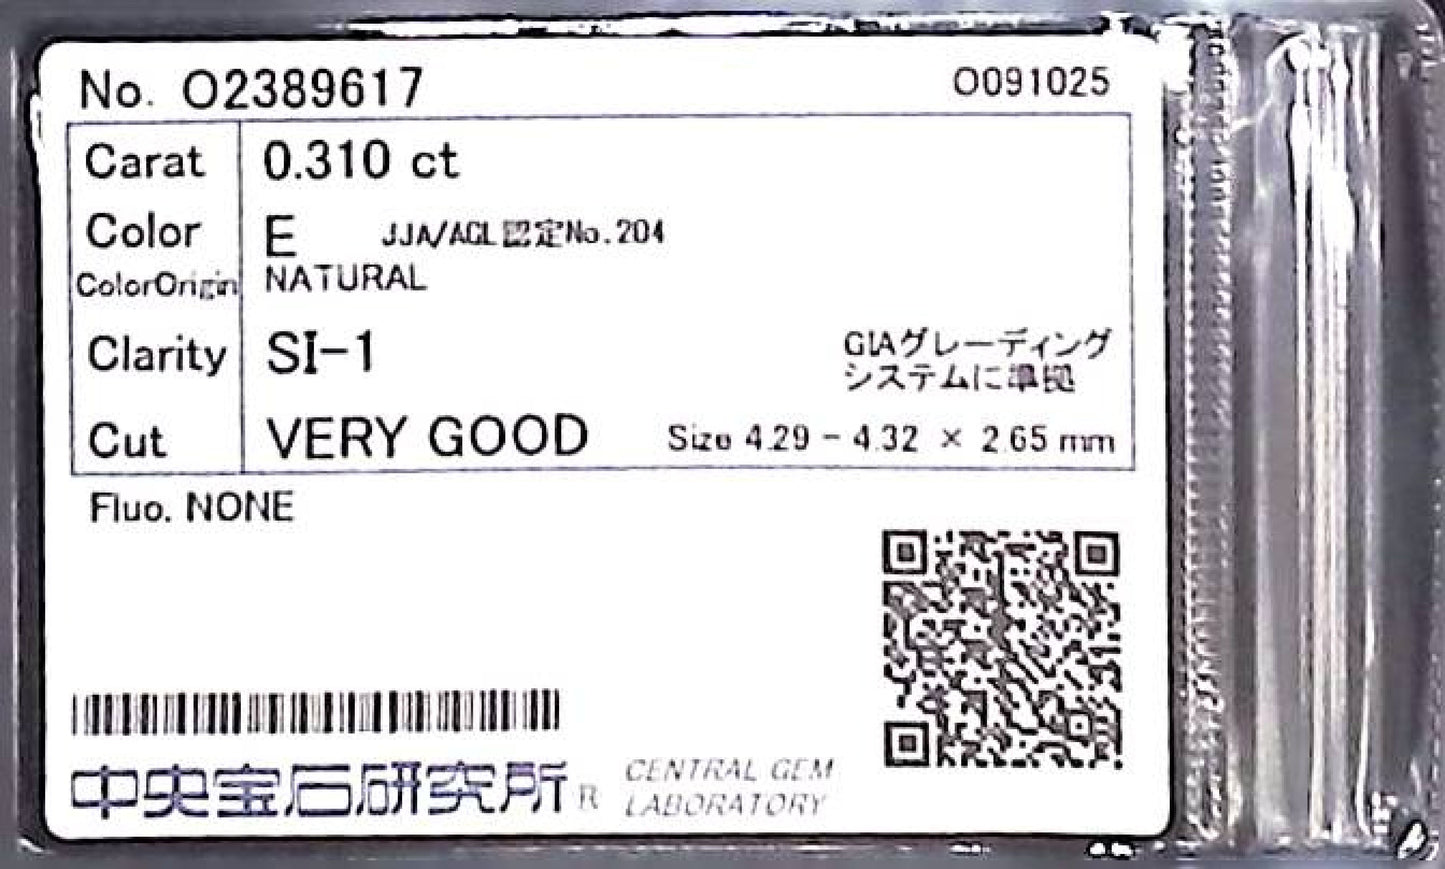 No. O2389617 O091025
Carat 0.310 ct
Color E JJA/AGL認定No.204
ColorOrigin NATURAL
Clarity SI-1 GIAグレーディング
システムに準拠
Cut VERY GOOD Size 4.29 - 4.32 × 2.65 mm
Fluo. NONE
中央宝石研究所 R CENTRAL GEM
LABORATORY